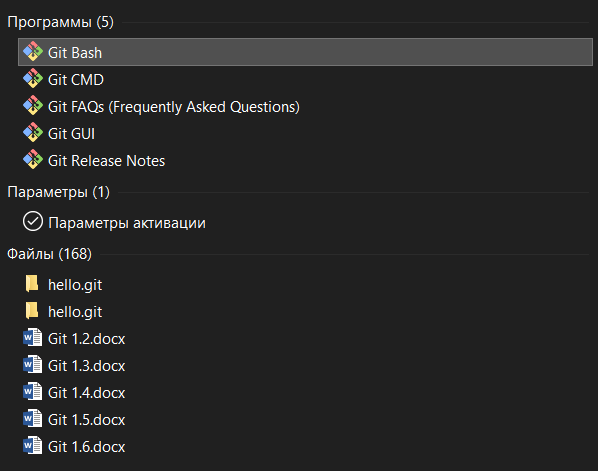 Программы (5)
Git Bash
Git CMD
Git FAQs (Frequently Asked Questions)
Git GUI
Git Release Notes
Параметры (1)
Параметры активации
Файлы (168)
hello.git
hello.git
Git 1.2.docx
Git 1.3.docx
Git 1.4.docx
Git 1.5.docx
Git 1.6.docx